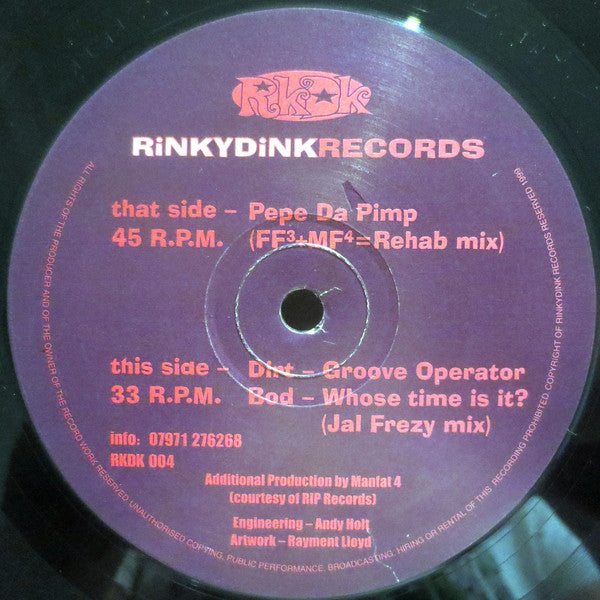 RKDK
RiNKYDiNKRECORDS
that side – Pepe Da Pimp
45 R.P.M. (FF³+MF⁴=Rehab mix)
this side – Dirt – Groove Operator
33 R.P.M. Bod – Whose time is it?
(Jal Frezy mix)
info: 07971 276268
RKDK 004
Additional Production by Manfat 4
(courtesy of RIP Records)
Engineering – Andy Holt
Artwork – Rayment Lloyd
ALL RIGHTS OF THE PRODUCER AND OF THE OWNER OF THE RECORD WORK RESERVED. UNAUTHORISED COPYING, PUBLIC PERFORMANCE, BROADCASTING, HIRING OR RENTAL OF THIS RECORDING PROHIBITED. COPYRIGHT OF RINKYDINK RECORDS RESERVED 1999